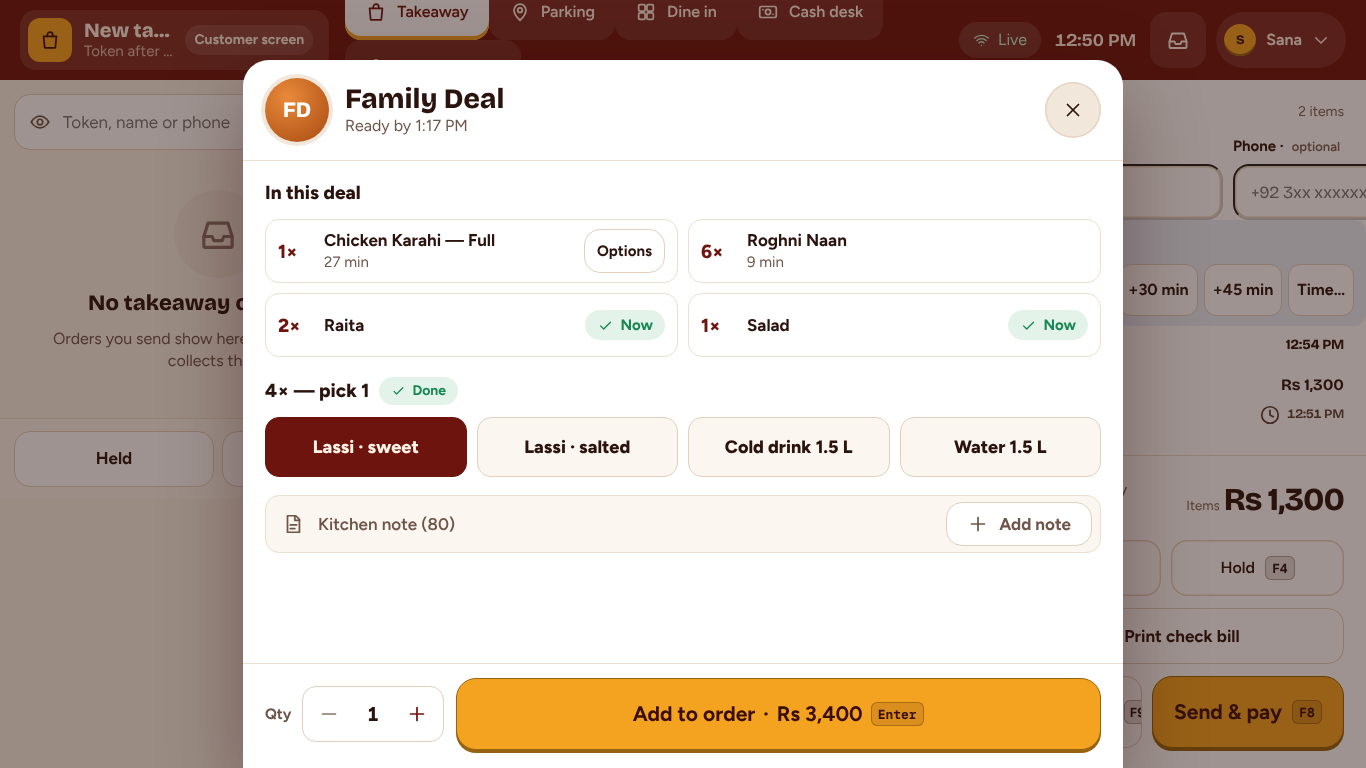 New ta...
Token after ...
Customer screen
Takeaway
Parking
Dine in
Cash desk
Live
12:50 PM
S
Sana
Token, name or phone
2 items
Phone · optional
+92 3xx xxxxxx
No takeaway
Orders you send show here
collects
Held
+30 min
+45 min
Time...
12:54 PM
Rs 1,300
12:51 PM
Items Rs 1,300
Hold F4
Print check bill
Send & pay F8
FD
Family Deal
Ready by 1:17 PM
In this deal
1× Chicken Karahi — Full
27 min
Options
6× Roghni Naan
9 min
2× Raita
Now
1× Salad
Now
4× — pick 1
Done
Lassi · sweet
Lassi · salted
Cold drink 1.5 L
Water 1.5 L
Kitchen note (80)
Add note
Qty
1
Add to order · Rs 3,400 Enter